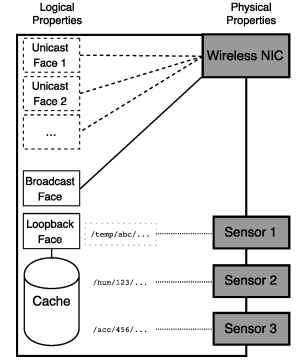 Logical
Properties
Physical
Properties
Unicast
Face 1
Wireless NIC
Unicast
Face 2
...
Broadcast
Face
Loopback
Face
/temp/abc/...
Sensor 1
Cache
/hum/123/...
Sensor 2
/acc/456/...
Sensor 3